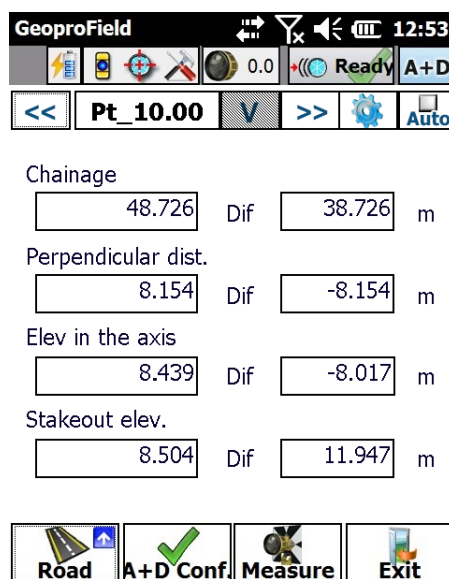 GeoproField 12:53
0.0 Ready A+D
<< Pt_10.00 V >> Auto
Chainage
48.726 Dif 38.726 m
Perpendicular dist.
8.154 Dif -8.154 m
Elev in the axis
8.439 Dif -8.017 m
Stakeout elev.
8.504 Dif 11.947 m
Road A+D Conf. Measure Exit